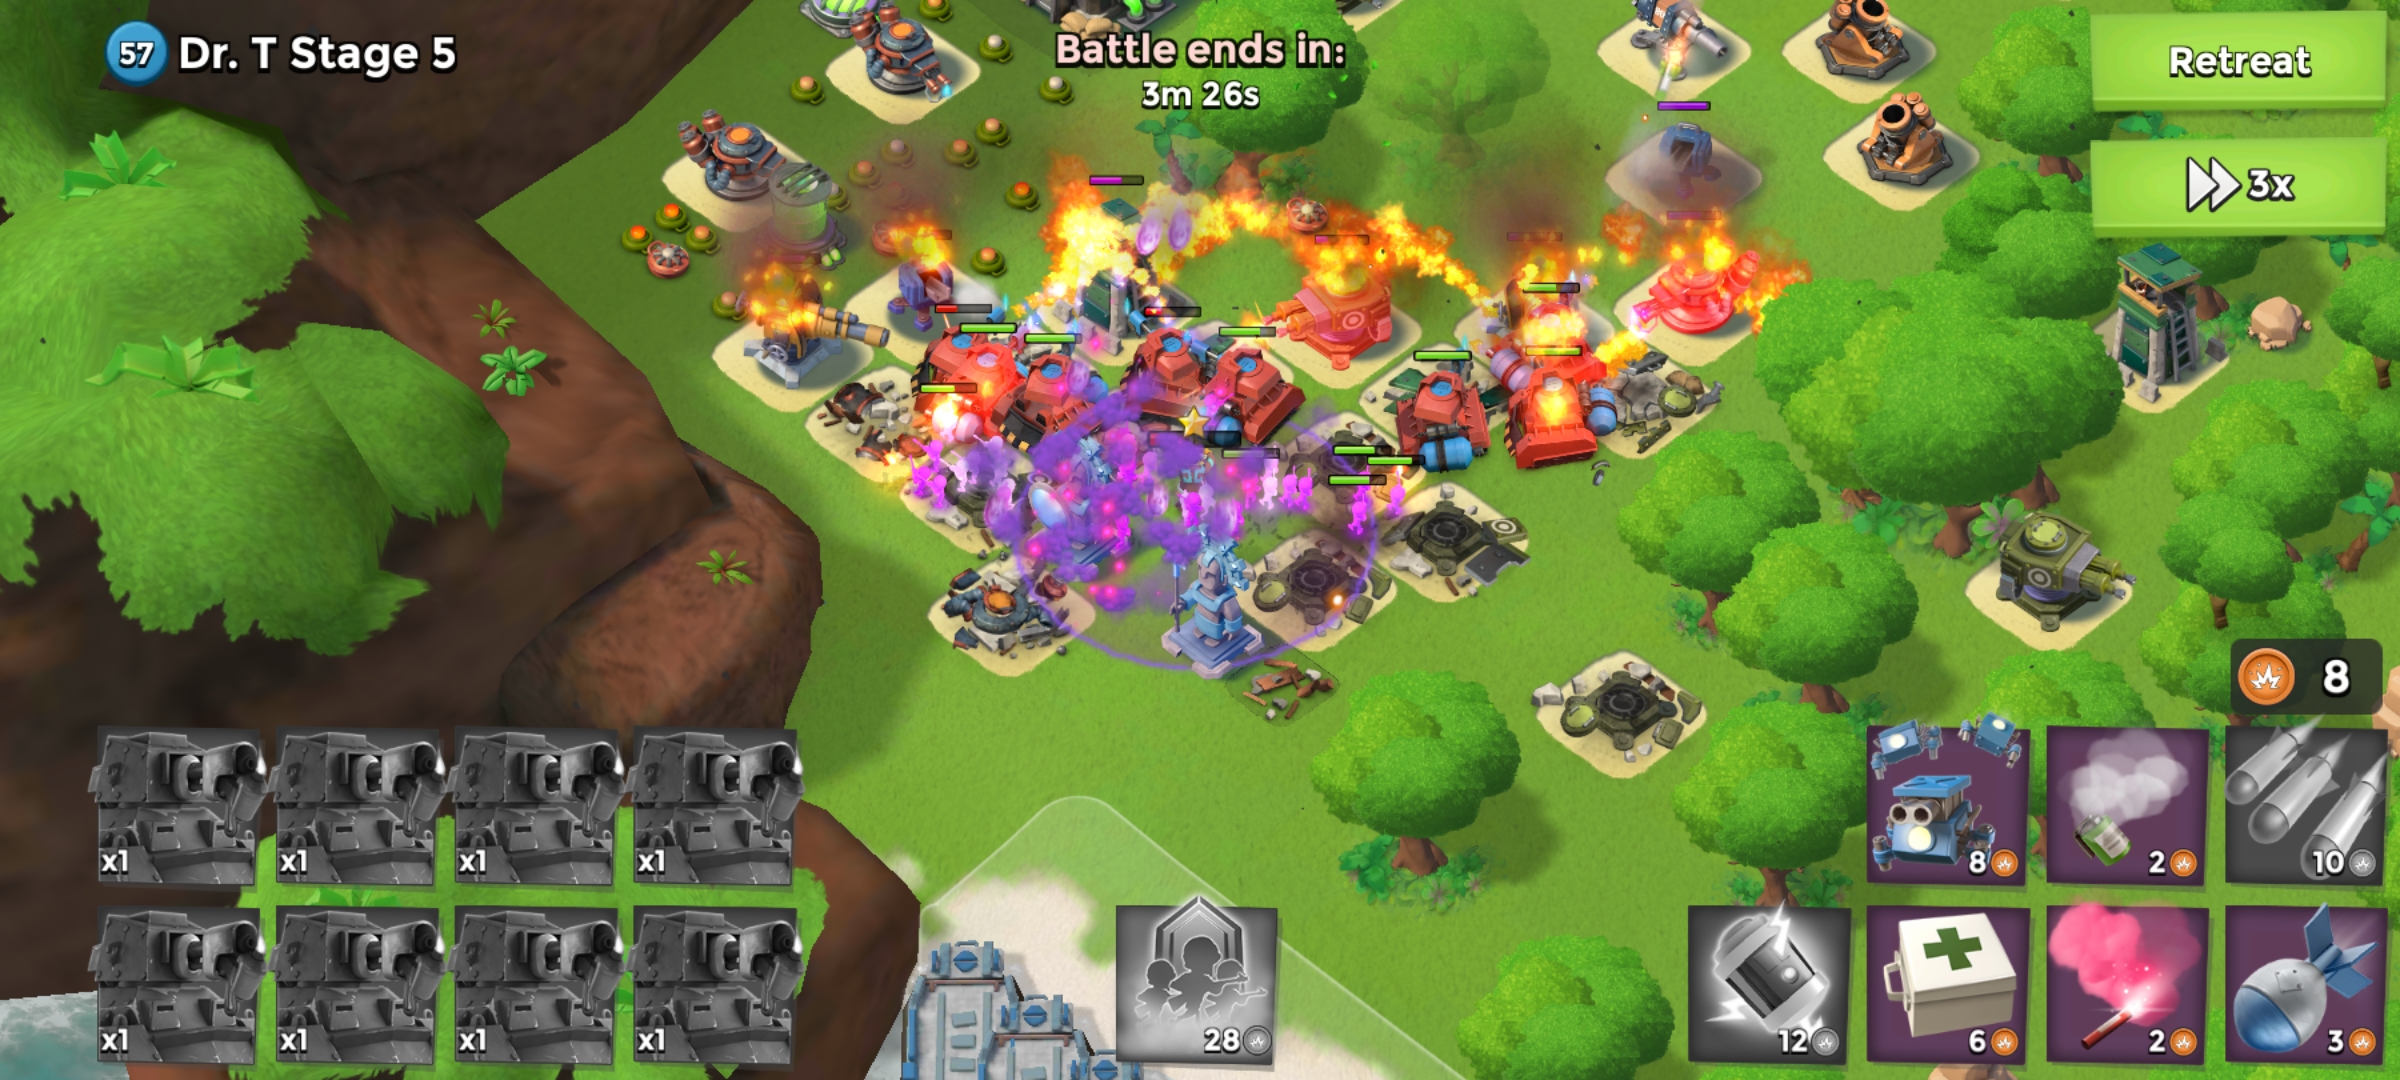 57 Dr. T Stage 5
Battle ends in:
3m 26s
Retreat
3x
8
x1 x1 x1 x1
8 2 10
x1 x1 x1 x1
28 12 6 2 3